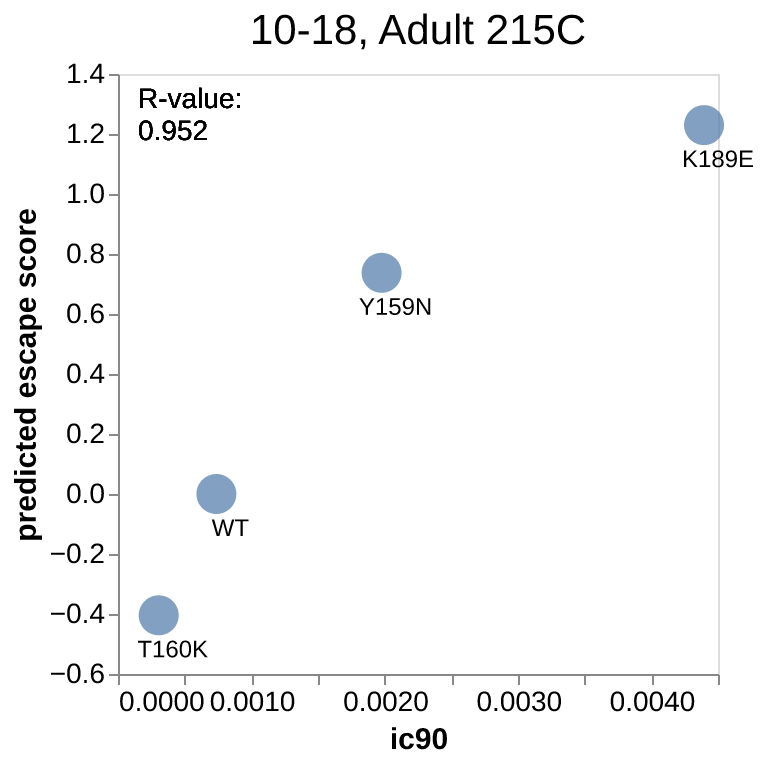 10-18, Adult 215C
R-value:
0.952
1.4
1.2
1.0
0.8
0.6
0.4
0.2
0.0
−0.2
−0.4
−0.6
predicted escape score
K189E
Y159N
WT
T160K
0.0000 0.0010 0.0020 0.0030 0.0040
ic90